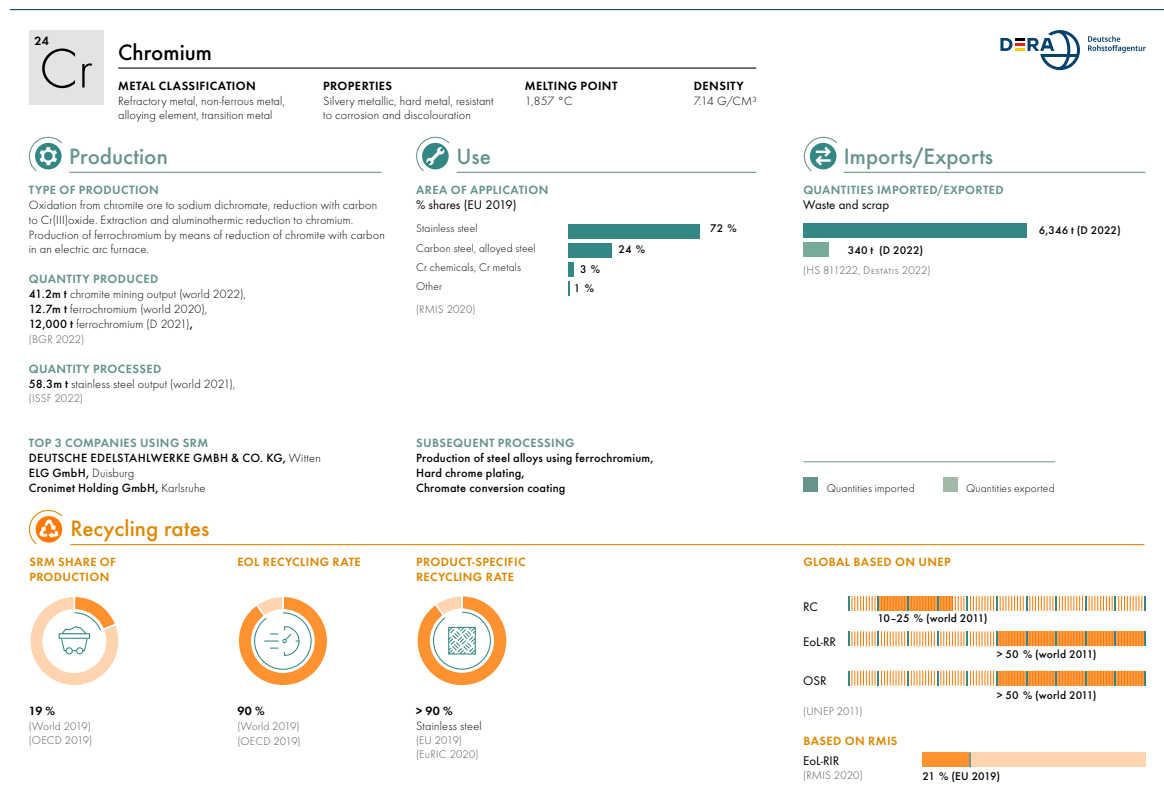 24
Cr
Chromium
DERA
Deutsche
Rohstoffagentur
METAL CLASSIFICATION
Refractory metal, non-ferrous metal,
alloying element, transition metal
PROPERTIES
Silvery metallic, hard metal, resistant
to corrosion and discolouration
MELTING POINT
1,857 °C
DENSITY
7.14 G/CM³
Production
TYPE OF PRODUCTION
Oxidation from chromite ore to sodium dichromate, reduction with carbon
to Cr(III)oxide. Extraction and aluminothermic reduction to chromium.
Production of ferrochromium by means of reduction of chromite with carbon
in an electric arc furnace.
QUANTITY PRODUCED
41.2m t chromite mining output (world 2022),
12.7m t ferrochromium (world 2020),
12,000 t ferrochromium (D 2021),
(BGR 2022)
QUANTITY PROCESSED
58.3m t stainless steel output (world 2021),
(ISSF 2022)
TOP 3 COMPANIES USING SRM
DEUTSCHE EDELSTAHLWERKE GMBH & CO. KG, Witten
ELG GmbH, Duisburg
Cronimet Holding GmbH, Karlsruhe
Use
AREA OF APPLICATION
% shares (EU 2019)
Stainless steel 72 %
Carbon steel, alloyed steel 24 %
Cr chemicals, Cr metals 3 %
Other 1 %
(RMIS 2020)
SUBSEQUENT PROCESSING
Production of steel alloys using ferrochromium,
Hard chrome plating,
Chromate conversion coating
Imports/Exports
QUANTITIES IMPORTED/EXPORTED
Waste and scrap
6,346 t (D 2022)
340 t (D 2022)
(HS 811222, Destatis 2022)
Quantities imported
Quantities exported
Recycling rates
SRM SHARE OF
PRODUCTION
19 %
(World 2019)
(OECD 2019)
EOL RECYCLING RATE
90 %
(World 2019)
(OECD 2019)
PRODUCT-SPECIFIC
RECYCLING RATE
> 90 %
Stainless steel
(EU 2019)
(EuRIC 2020)
GLOBAL BASED ON UNEP
RC
10–25 % (world 2011)
EoL-RR
> 50 % (world 2011)
OSR
> 50 % (world 2011)
(UNEP 2011)
BASED ON RMIS
EoL-RIR
(RMIS 2020)
21 % (EU 2019)